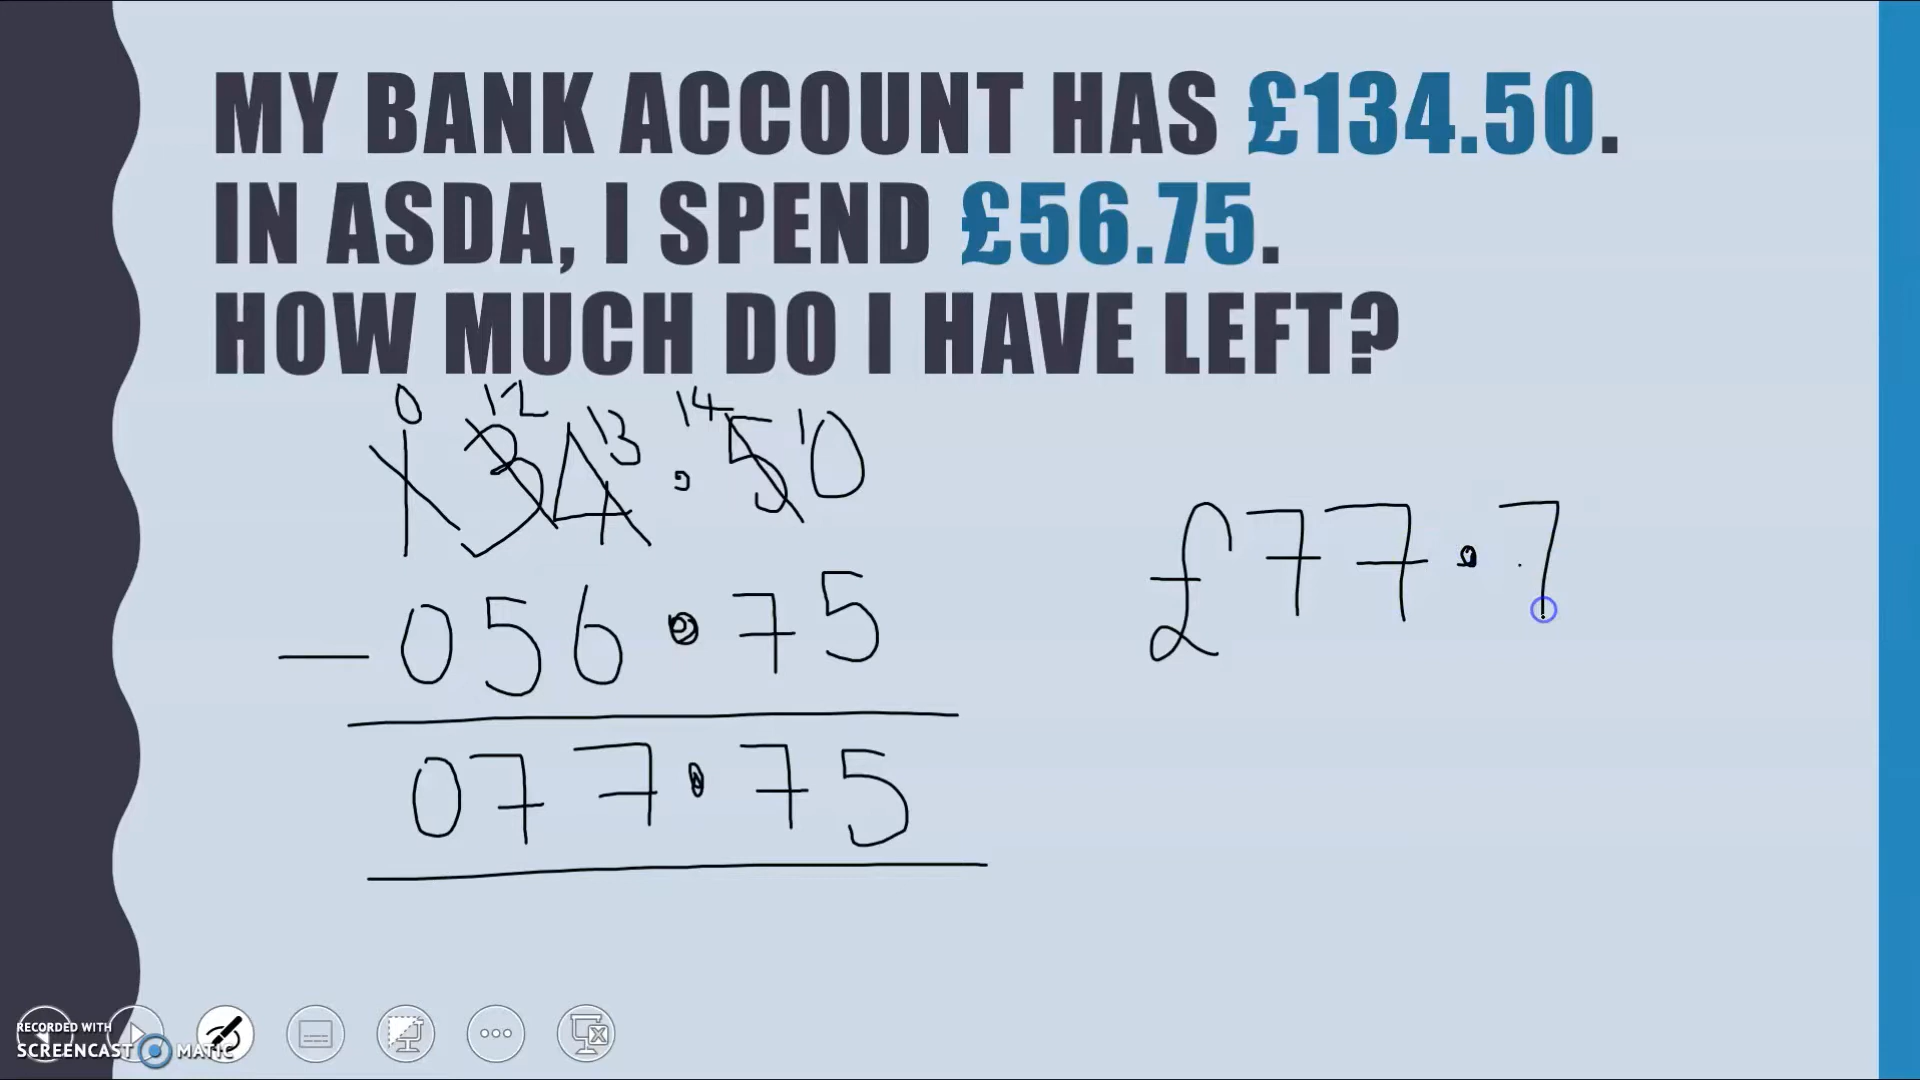 MY BANK ACCOUNT HAS £134.50.
IN ASDA, I SPEND £56.75.
HOW MUCH DO I HAVE LEFT?
0 12 13 14 1
134.50
- 056.75
077.75
£77.7
RECORDED WITH
SCREENCAST MATIC